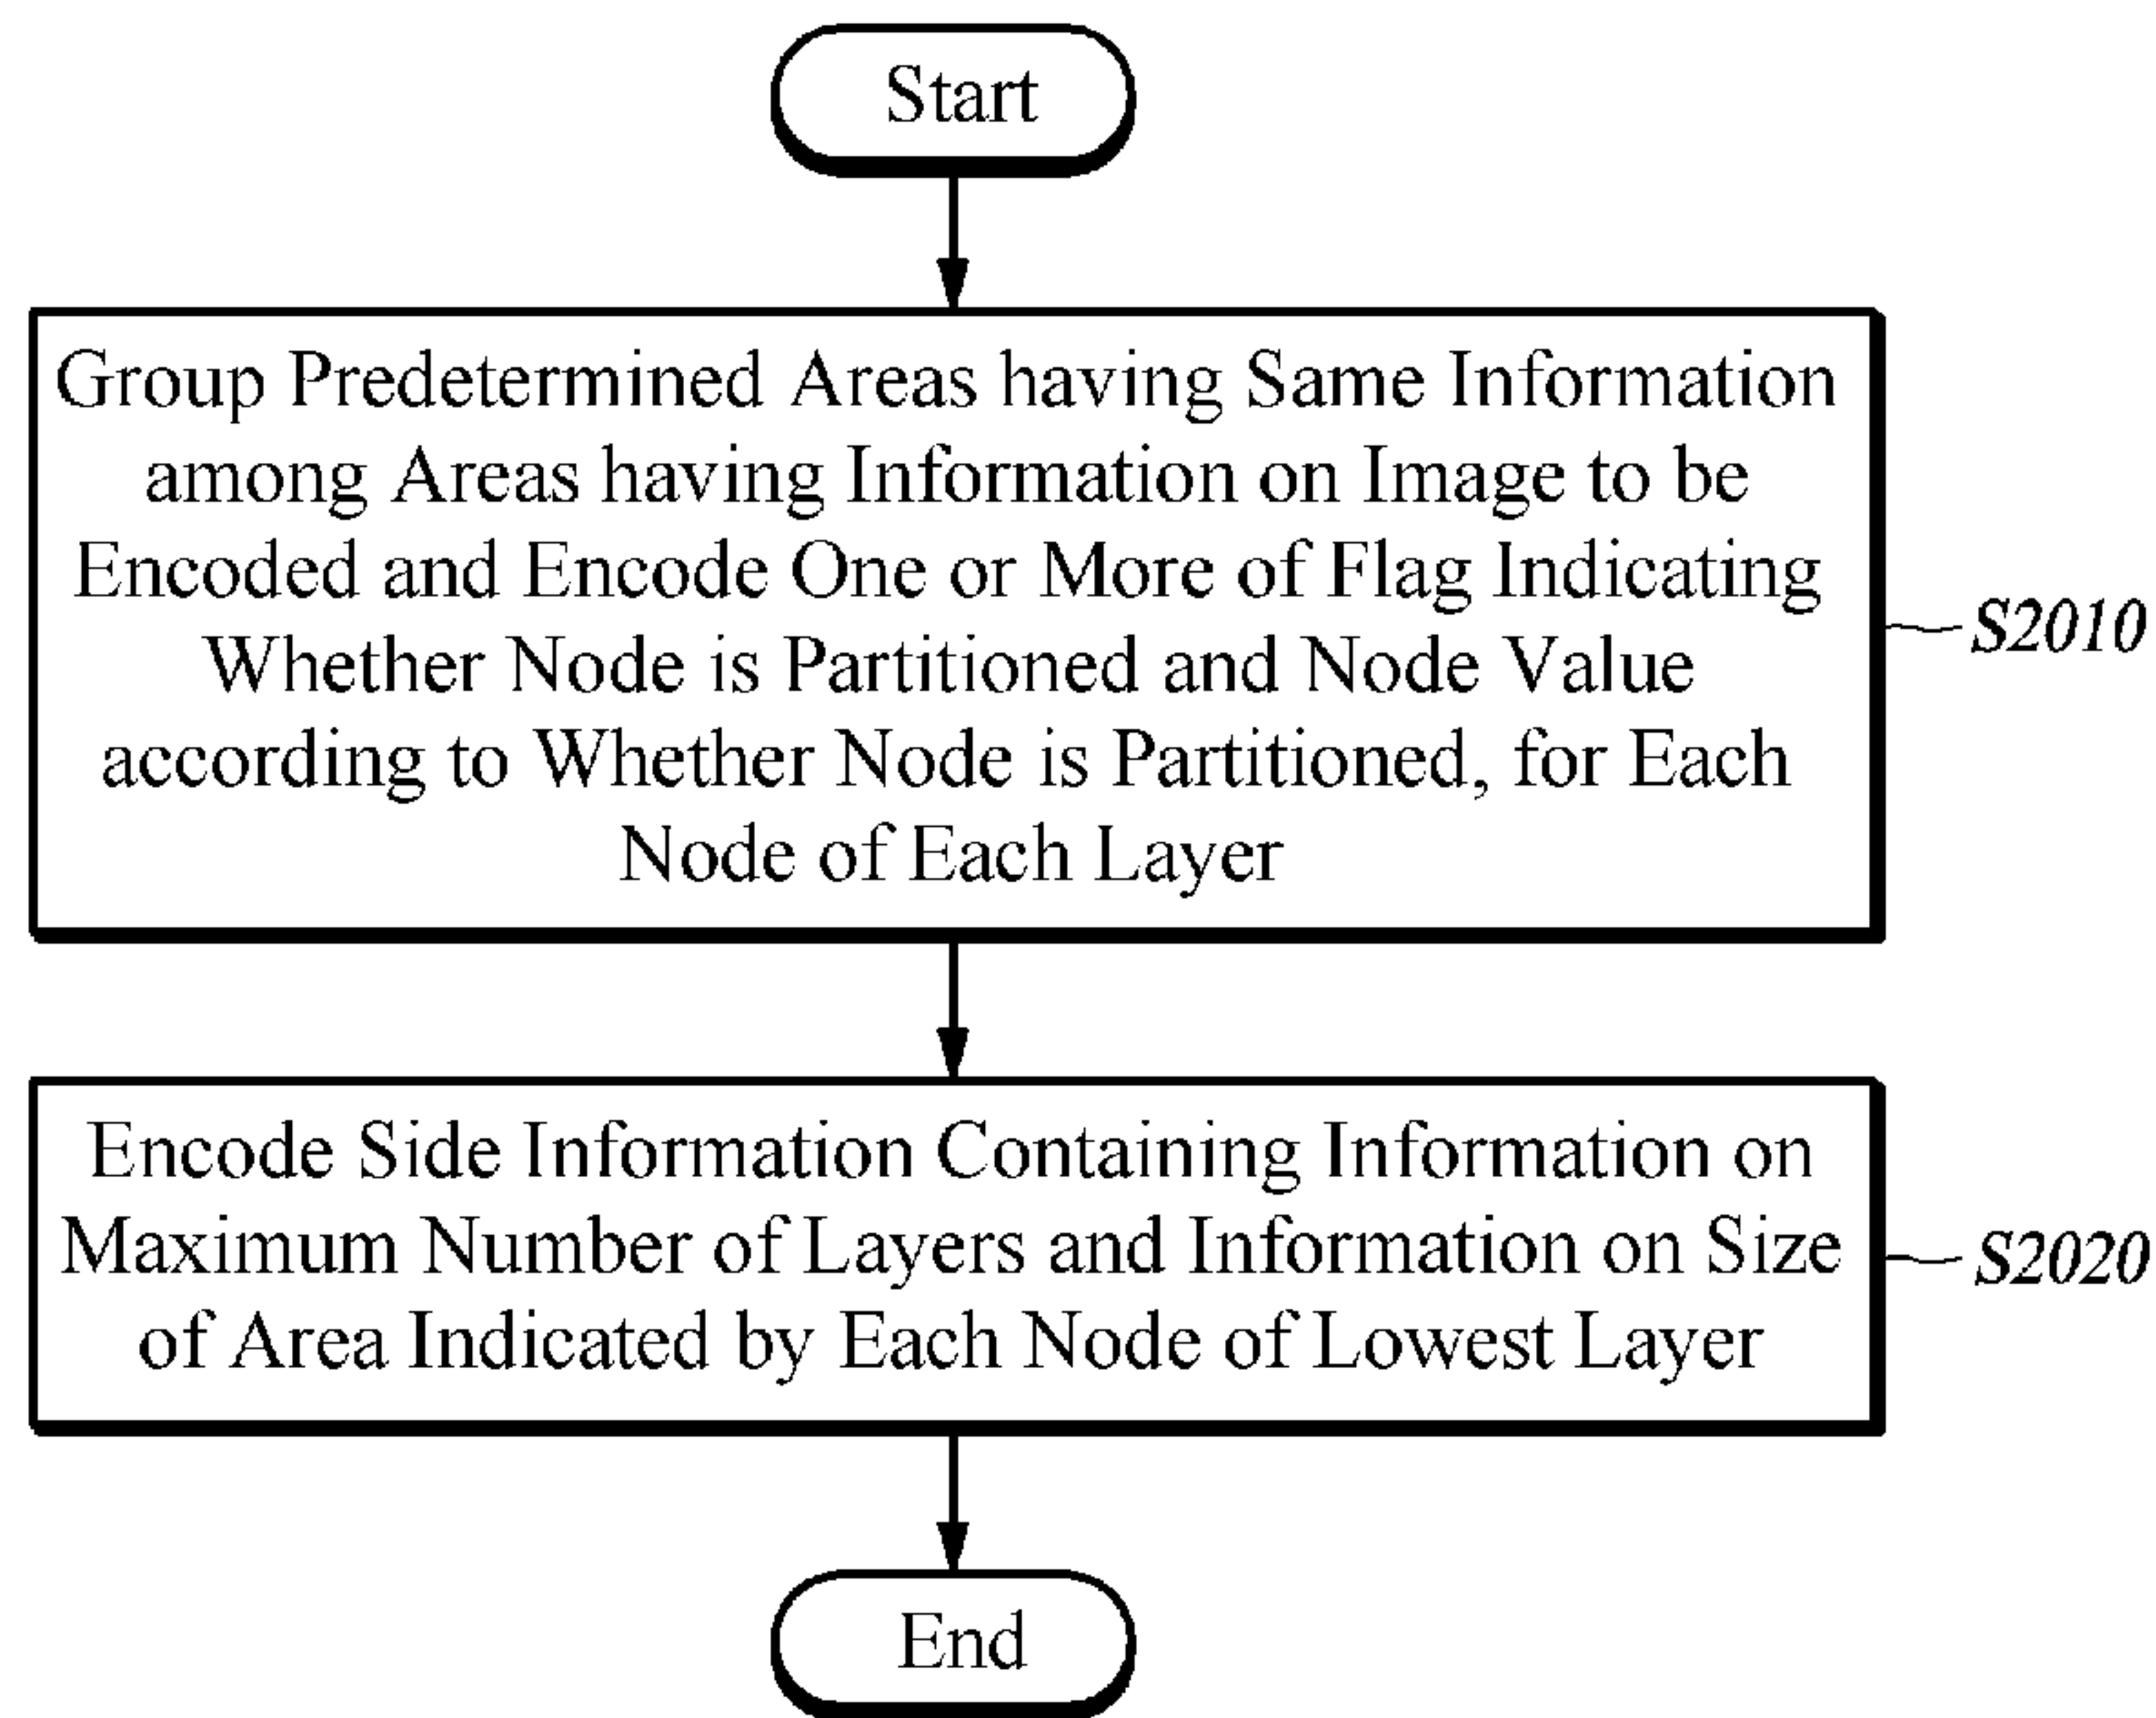 Start
Group Predetermined Areas having Same Information
among Areas having Information on Image to be
Encoded and Encode One or More of Flag Indicating
Whether Node is Partitioned and Node Value
according to Whether Node is Partitioned, for Each
Node of Each Layer
S2010
Encode Side Information Containing Information on
Maximum Number of Layers and Information on Size
of Area Indicated by Each Node of Lowest Layer
S2020
End